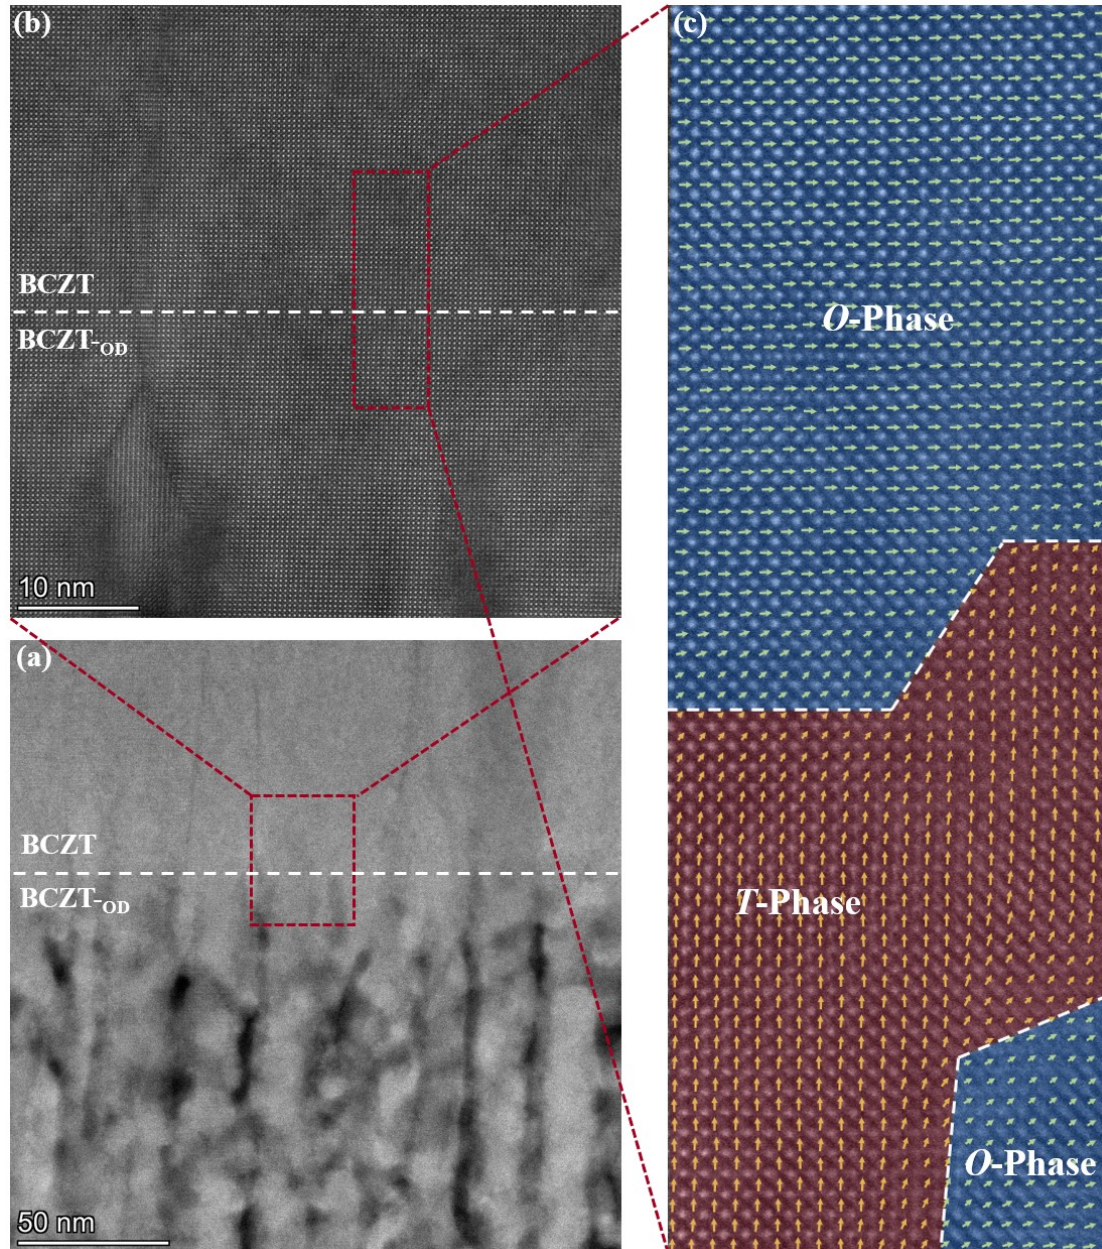 (b)
BCZT
BCZT-OD
10 nm
(a)
BCZT
BCZT-OD
50 nm
(c)
O-Phase
T-Phase
O-Phase